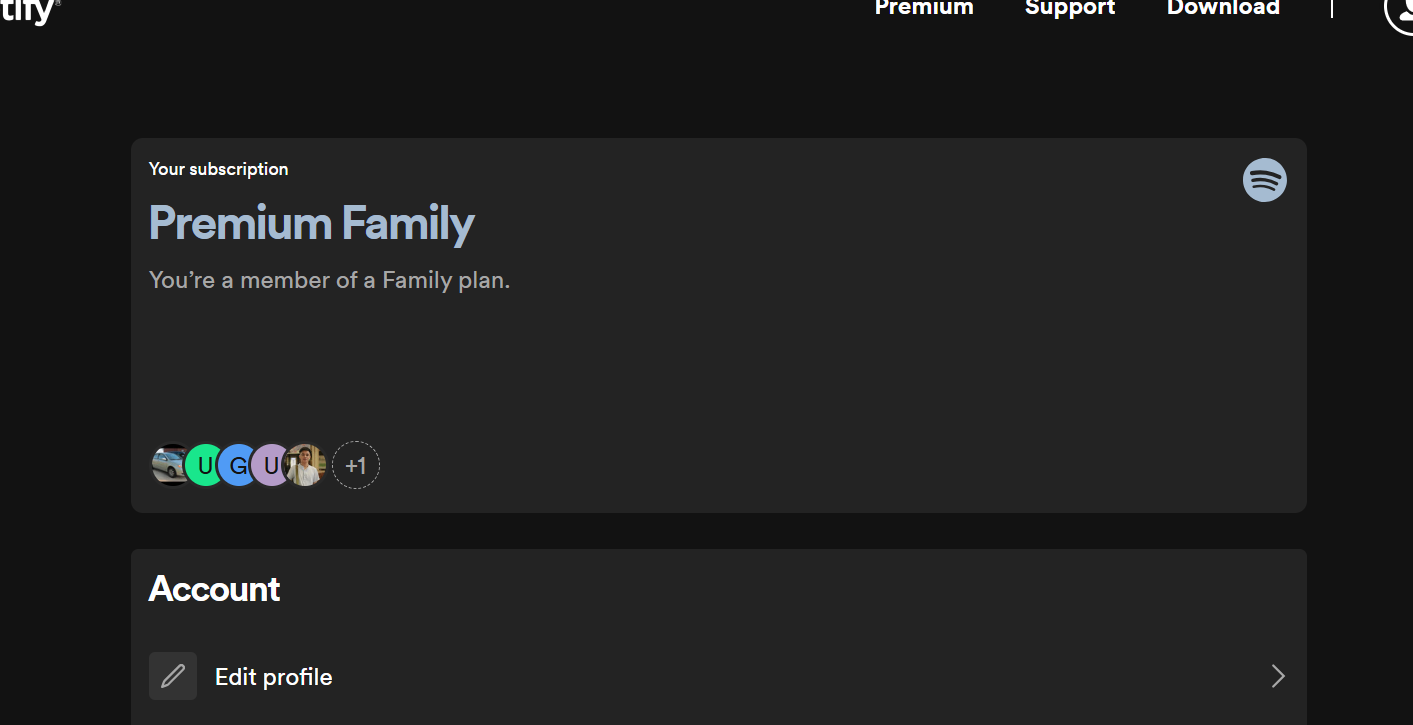 tify®
Premium Support Download
Your subscription
Premium Family
You’re a member of a Family plan.
U G U +1
Account
Edit profile